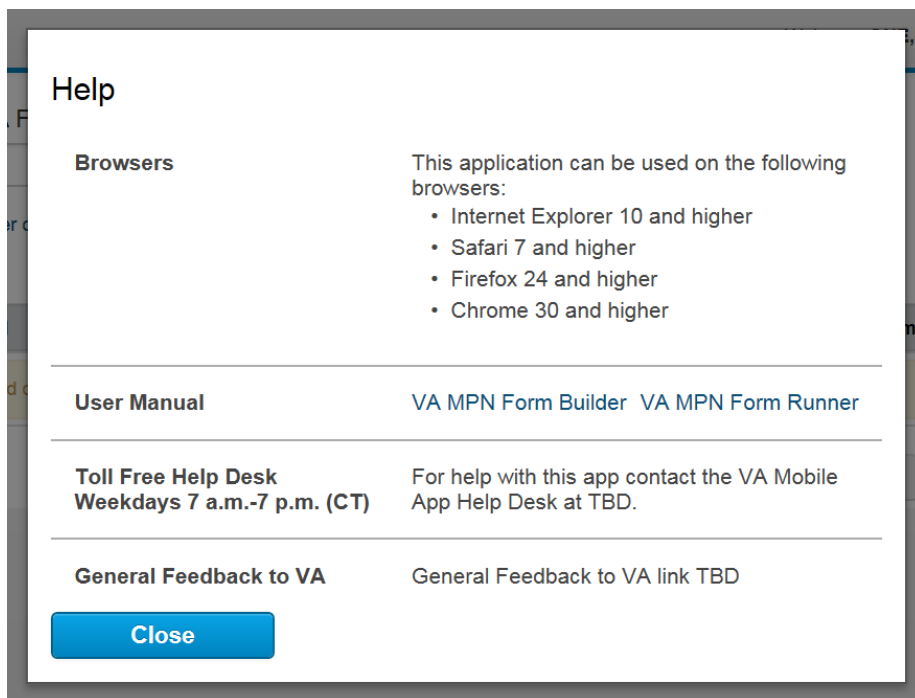 Help
Browsers
This application can be used on the following
browsers:
• Internet Explorer 10 and higher
• Safari 7 and higher
• Firefox 24 and higher
• Chrome 30 and higher
User Manual
VA MPN Form Builder VA MPN Form Runner
Toll Free Help Desk
Weekdays 7 a.m.-7 p.m. (CT)
For help with this app contact the VA Mobile
App Help Desk at TBD.
General Feedback to VA
General Feedback to VA link TBD
Close